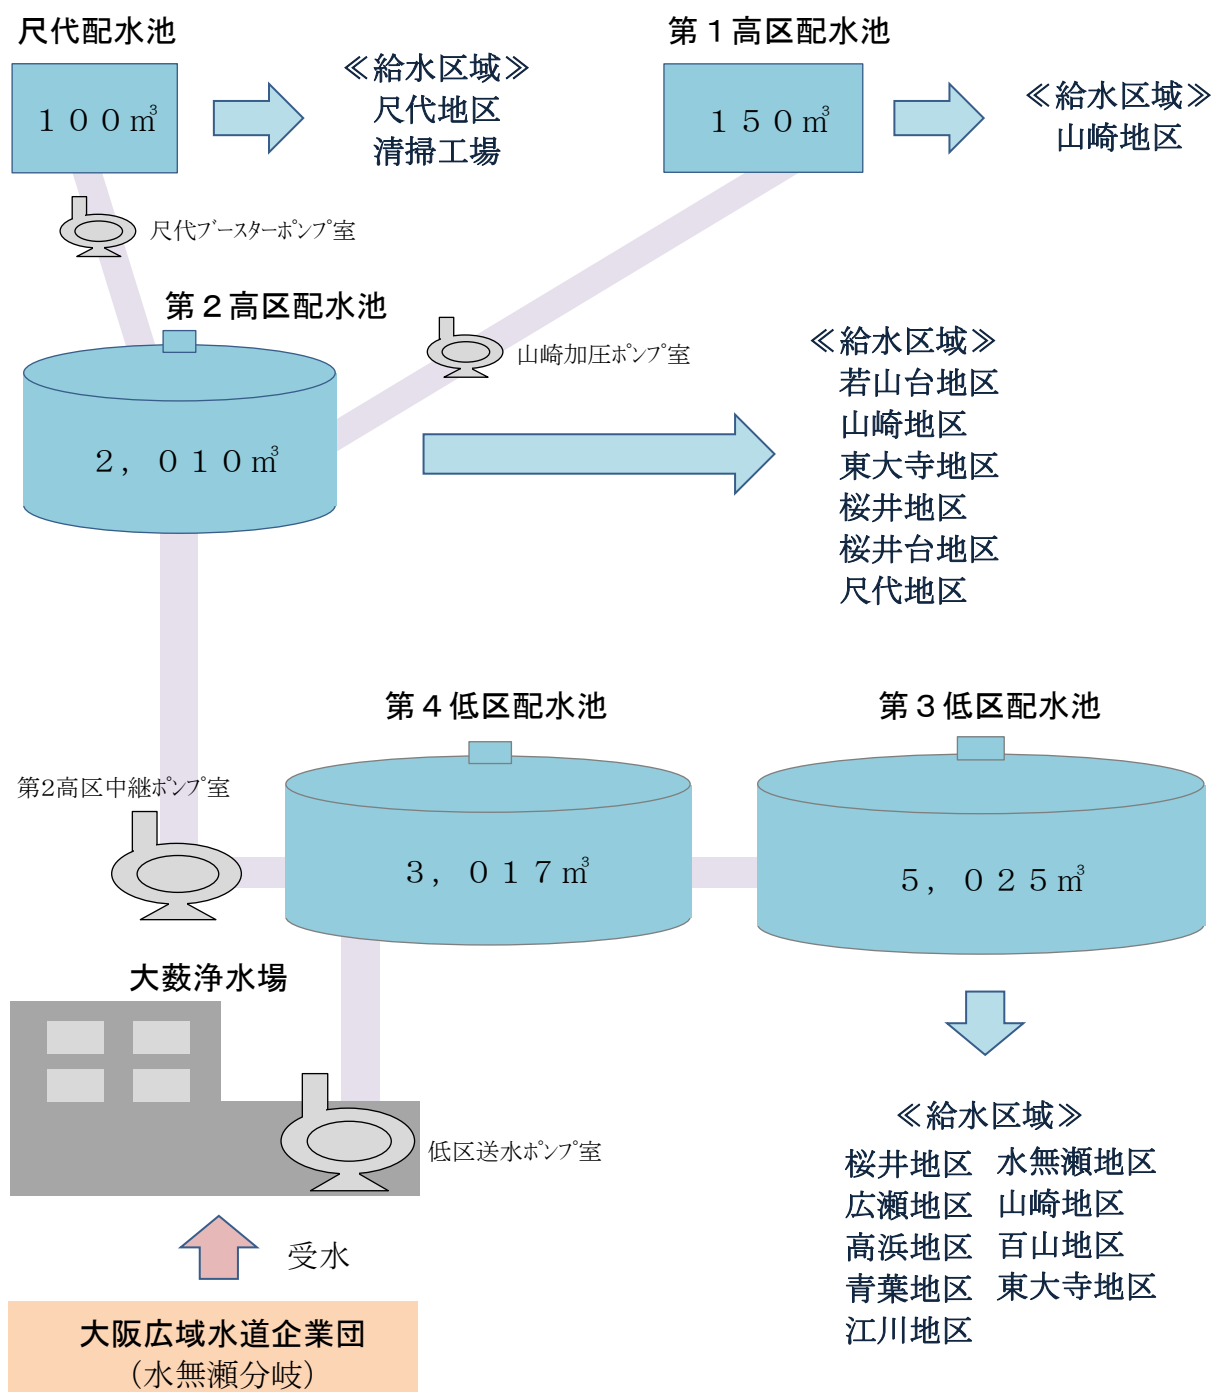 尺代配水池
100㎥
≪給水区域≫
尺代地区
清掃工場
第1高区配水池
150㎥
≪給水区域≫
山崎地区
尺代ブースターポンプ室
第2高区配水池
2,010㎥
山崎加圧ポンプ室
≪給水区域≫
若山台地区
山崎地区
東大寺地区
桜井地区
桜井台地区
尺代地区
第4低区配水池
3,017㎥
第3低区配水池
5,025㎥
第2高区中継ポンプ室
大薮浄水場
低区送水ポンプ室
≪給水区域≫
桜井地区 水無瀬地区
広瀬地区 山崎地区
高浜地区 百山地区
青葉地区 東大寺地区
江川地区
受水
大阪広域水道企業団
(水無瀬分岐)